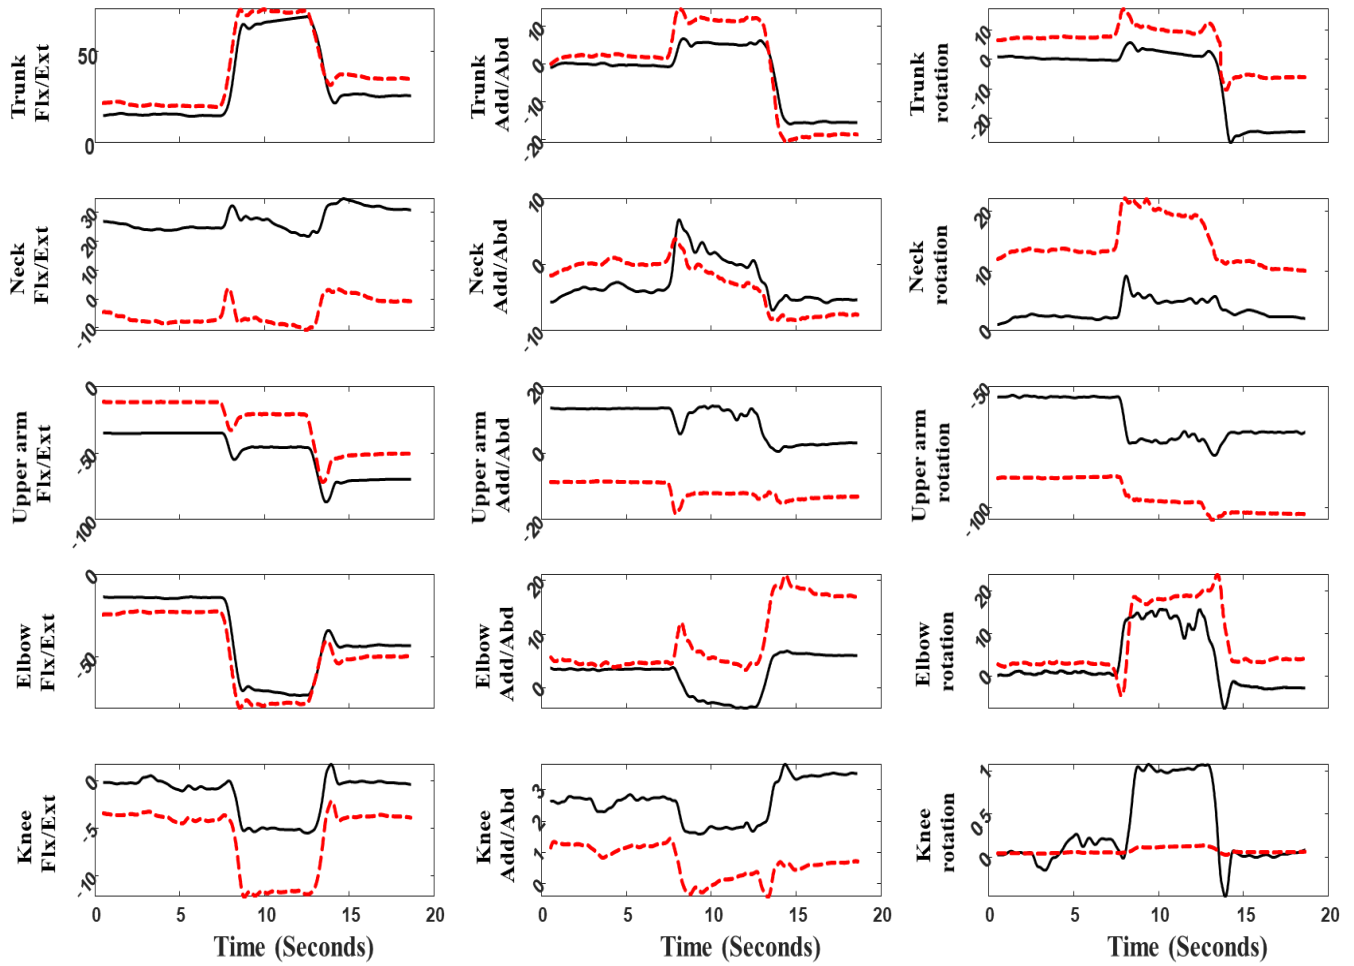 Trunk
Flx/Ext
50
0
Trunk
Add/Abd
10
0
-10
-20
Trunk
rotation
10
0
-10
-20
Neck
Flx/Ext
30
20
10
0
-10
Neck
Add/Abd
10
0
-10
Neck
rotation
20
10
0
Upper arm
Flx/Ext
0
-50
-100
Upper arm
Add/Abd
20
0
-20
Upper arm
rotation
-50
-100
Elbow
Flx/Ext
0
-50
Elbow
Add/Abd
20
10
0
Elbow
rotation
20
10
0
Knee
Flx/Ext
0
-5
-10
Knee
Add/Abd
3
2
1
0
Knee
rotation
1
0.5
0
0 5 10 15 20
0 5 10 15 20
0 5 10 15 20
Time (Seconds)
Time (Seconds)
Time (Seconds)